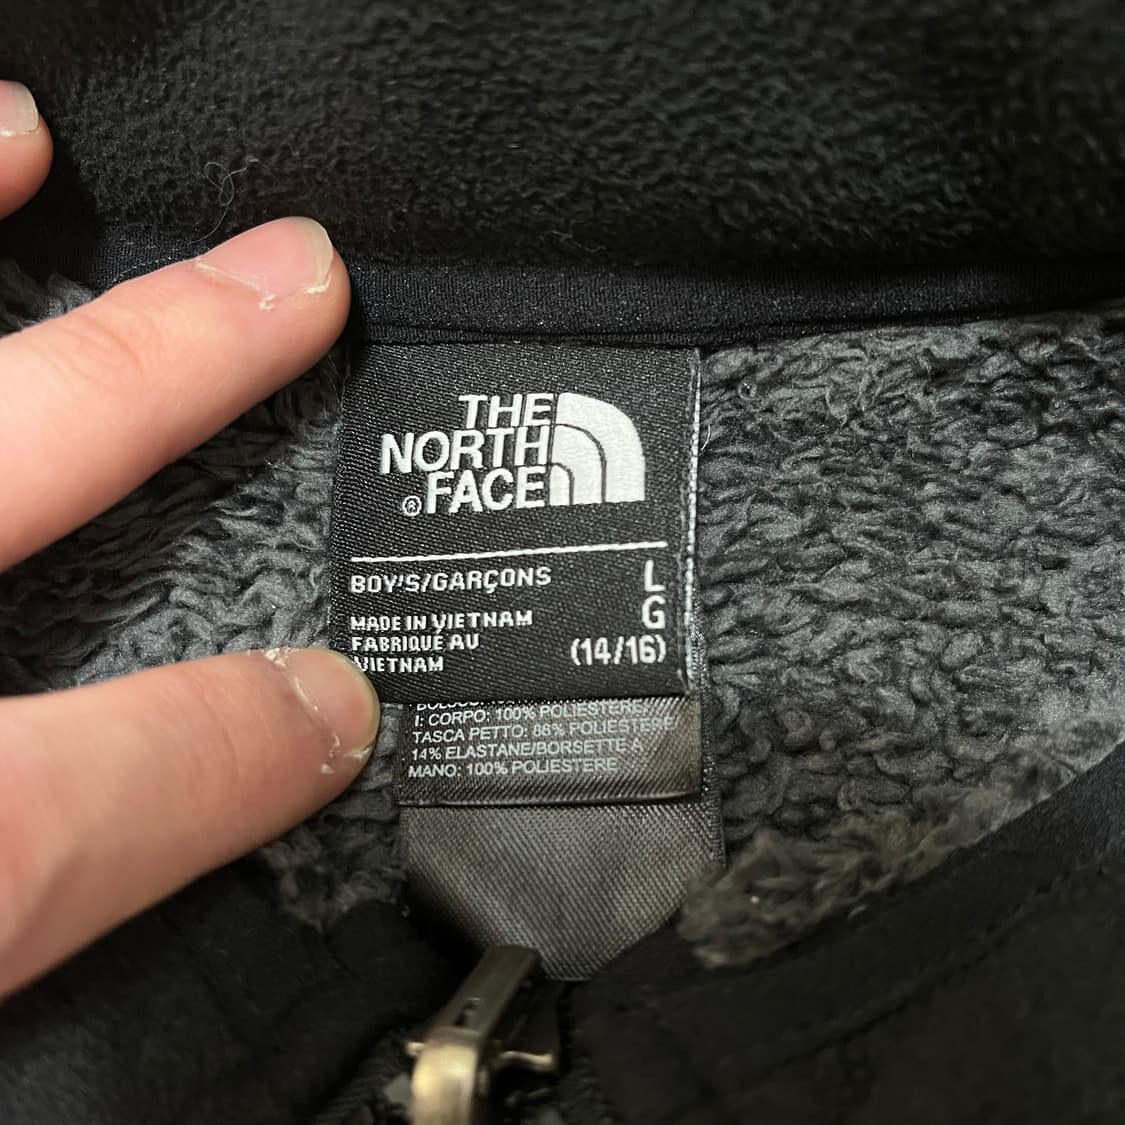 THE
NORTH
® FACE
BOY'S/GARÇONS L
G
MADE IN VIETNAM
FABRIQUÉ AU
VIETNAM (14/16)
I: CORPO: 100% POLIESTERE/
TASCA PETTO: 86% POLIESTERE
14% ELASTANE/BORSETTE A
MANO: 100% POLIESTERE